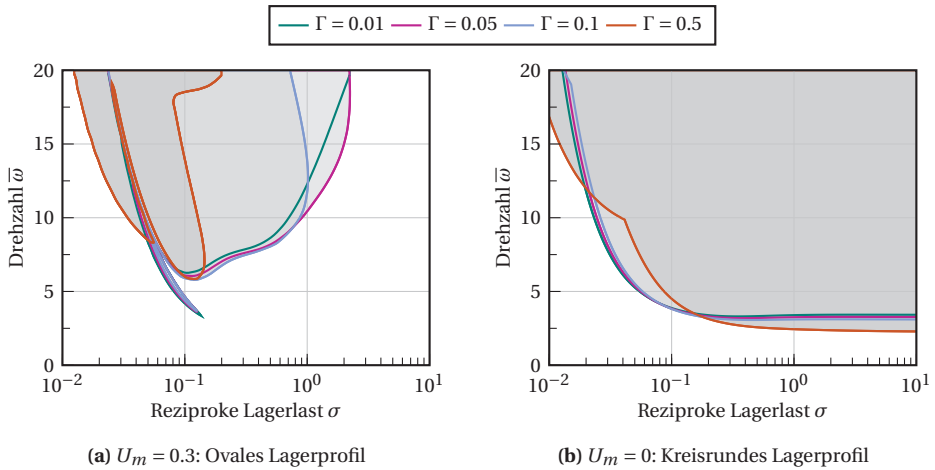 Γ = 0.01 Γ = 0.05 Γ = 0.1 Γ = 0.5
20
15
10
5
0
Drehzahl ω̅
10⁻² 10⁻¹ 10⁰ 10¹
Reziproke Lagerlast σ
(a) Uₘ = 0.3: Ovales Lagerprofil
20
15
10
5
0
Drehzahl ω̅
10⁻² 10⁻¹ 10⁰ 10¹
Reziproke Lagerlast σ
(b) Uₘ = 0: Kreisrundes Lagerprofil